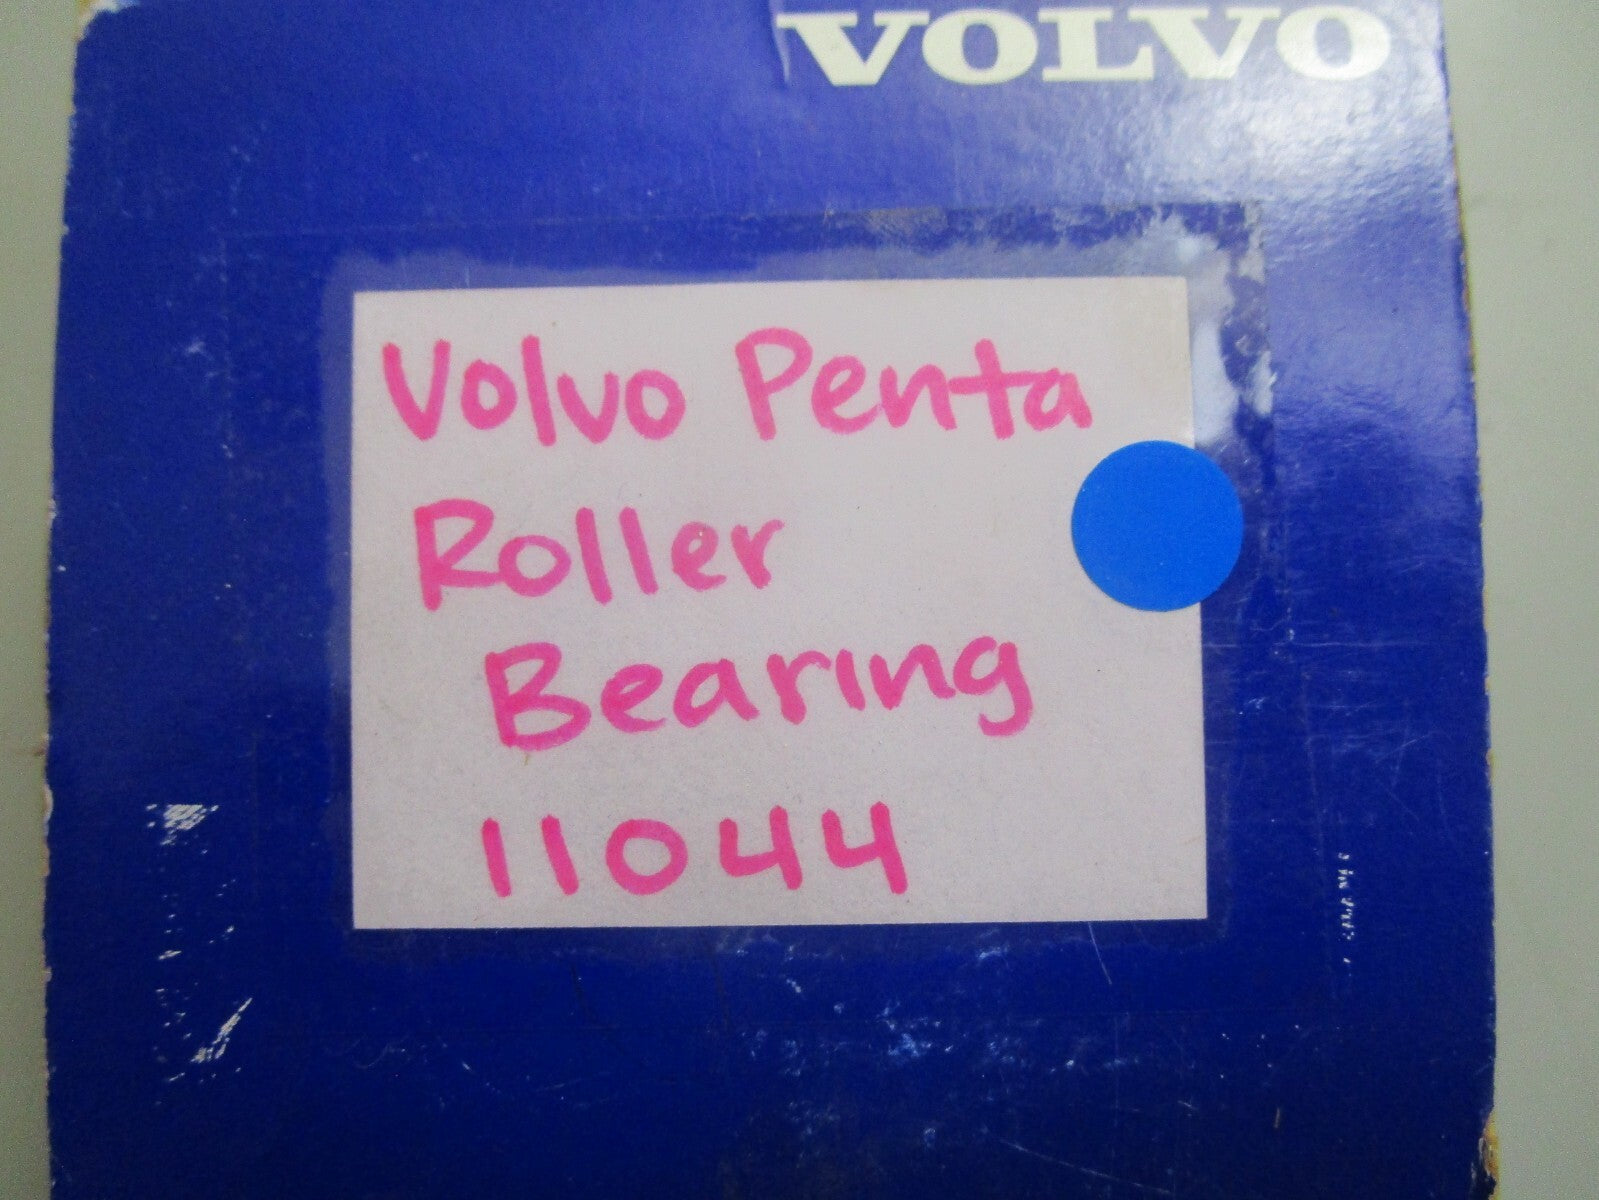 VOLVO
Volvo Penta
Roller
Bearing
11044